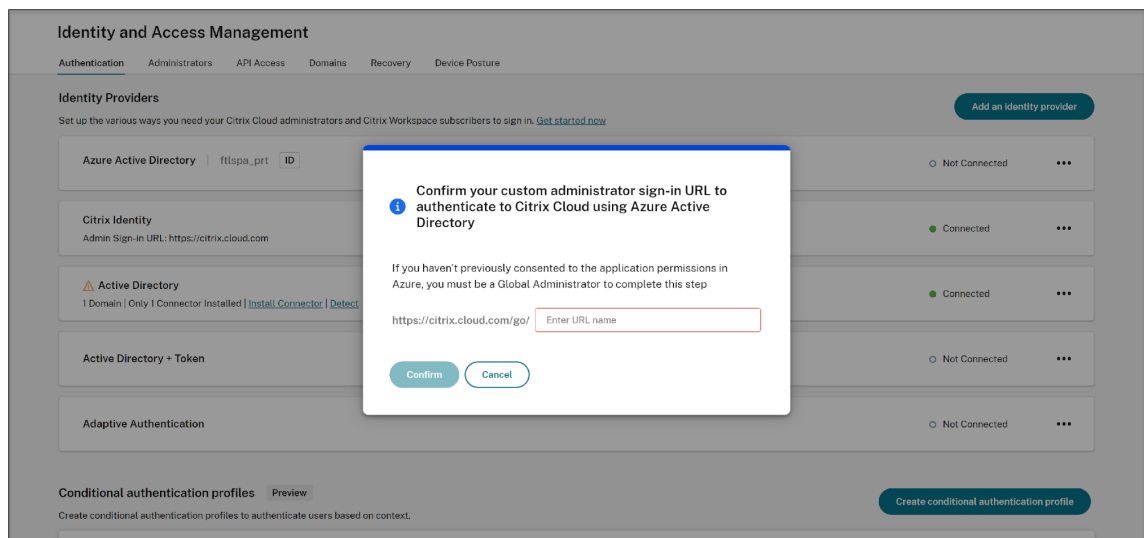 Identity and Access Management
Authentication Administrators API Access Domains Recovery Device Posture
Identity Providers
Add an identity provider
Set up the various ways you need your Citrix Cloud administrators and Citrix Workspace subscribers to sign in. Get started now
Azure Active Directory | ftlspa_prt ID
Not Connected
Confirm your custom administrator sign-in URL to
authenticate to Citrix Cloud using Azure Active
Directory
If you haven't previously consented to the application permissions in
Azure, you must be a Global Administrator to complete this step
https://citrix.cloud.com/go/ Enter URL name
Confirm Cancel
Citrix Identity
Admin Sign-in URL: https://citrix.cloud.com
Connected
Active Directory
1 Domain | Only 1 Connector Installed | Install Connector | Detect
Connected
Active Directory + Token
Not Connected
Adaptive Authentication
Not Connected
Conditional authentication profiles Preview
Create conditional authentication profile
Create conditional authentication profiles to authenticate users based on context.